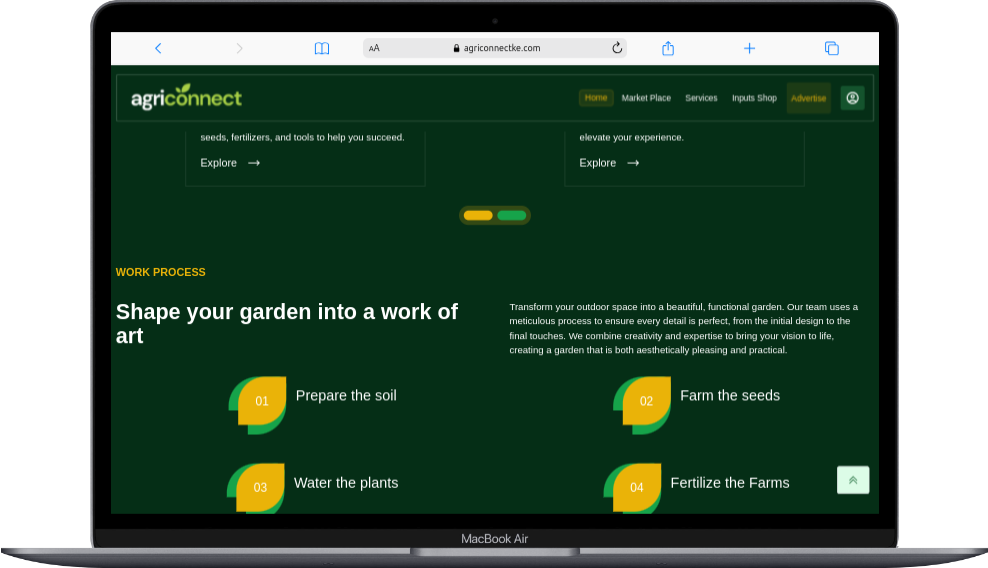 AA
agriconnectke.com
agriconnect
Home
Market Place
Services
Inputs Shop
Advertise
seeds, fertilizers, and tools to help you succeed.
Explore →
elevate your experience.
Explore →
WORK PROCESS
Shape your garden into a work of
art
Transform your outdoor space into a beautiful, functional garden. Our team uses a
meticulous process to ensure every detail is perfect, from the initial design to the
final touches. We combine creativity and expertise to bring your vision to life,
creating a garden that is both aesthetically pleasing and practical.
01 Prepare the soil
02 Farm the seeds
03 Water the plants
04 Fertilize the Farms
MacBook Air